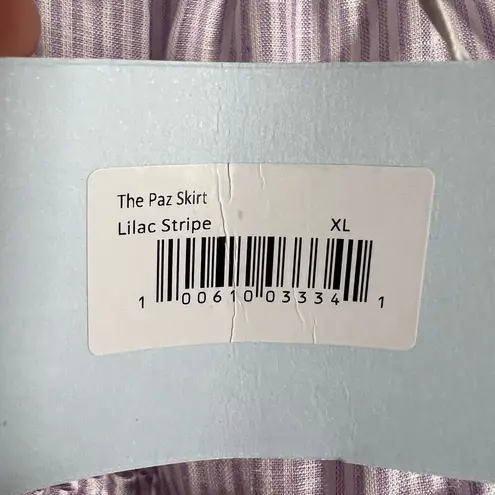 The Paz Skirt
Lilac Stripe XL
1 00610 03334 1